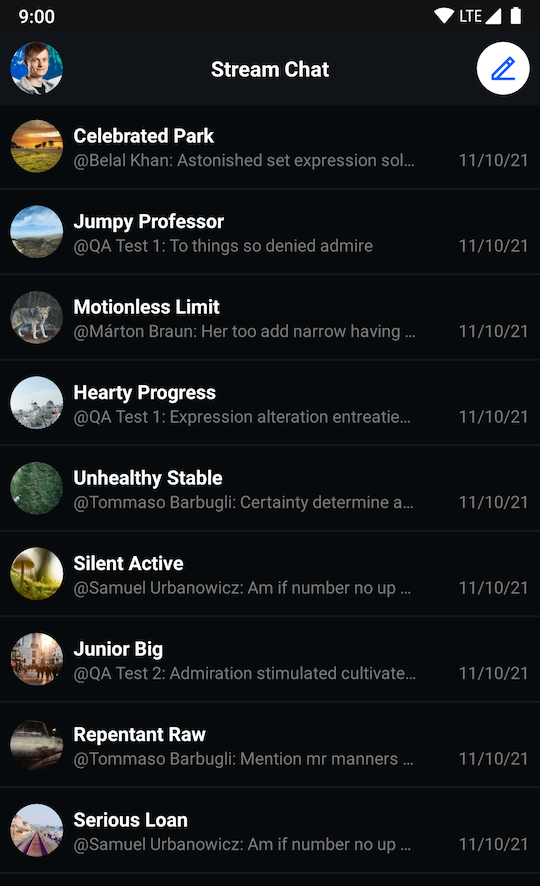 9:00 LTE
Stream Chat
Celebrated Park
@Belal Khan: Astonished set expression sol… 11/10/21
Jumpy Professor
@QA Test 1: To things so denied admire 11/10/21
Motionless Limit
@Márton Braun: Her too add narrow having … 11/10/21
Hearty Progress
@QA Test 1: Expression alteration entreatie… 11/10/21
Unhealthy Stable
@Tommaso Barbugli: Certainty determine a… 11/10/21
Silent Active
@Samuel Urbanowicz: Am if number no up … 11/10/21
Junior Big
@QA Test 2: Admiration stimulated cultivate… 11/10/21
Repentant Raw
@Tommaso Barbugli: Mention mr manners … 11/10/21
Serious Loan
@Samuel Urbanowicz: Am if number no up … 11/10/21